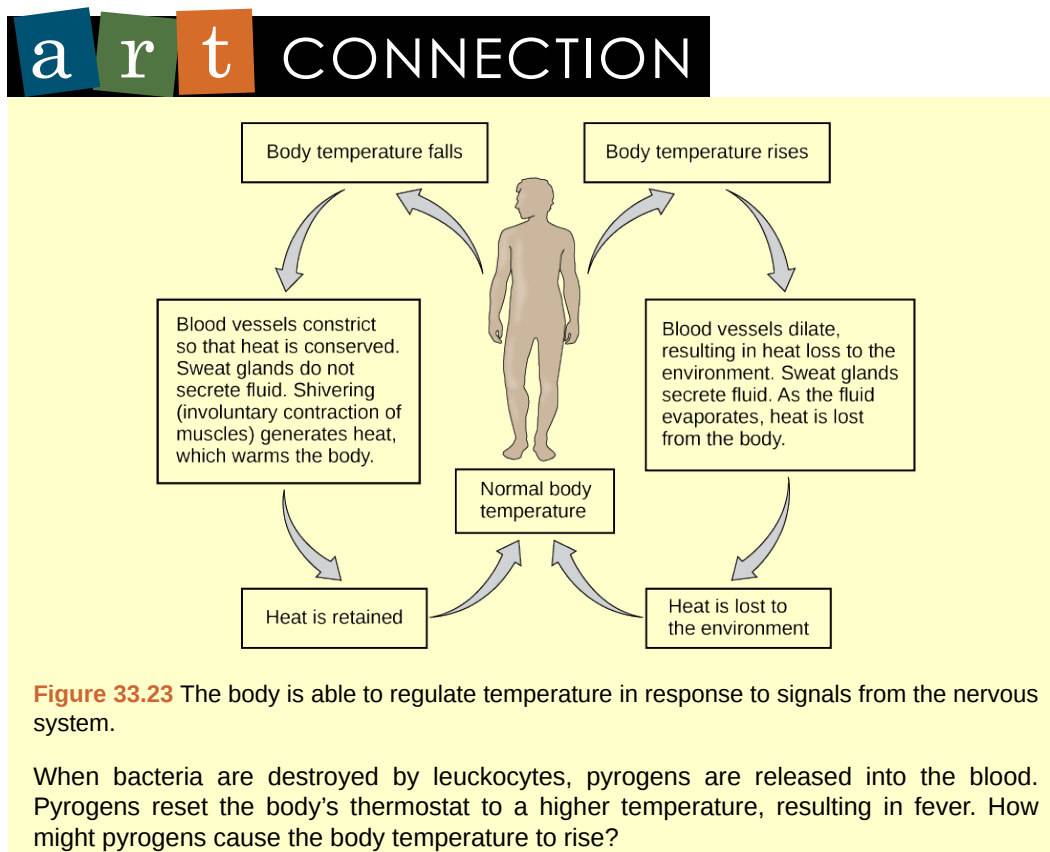 art CONNECTION
Body temperature falls
Body temperature rises
Blood vessels constrict
so that heat is conserved.
Sweat glands do not
secrete fluid. Shivering
(involuntary contraction of
muscles) generates heat,
which warms the body.
Blood vessels dilate,
resulting in heat loss to the
environment. Sweat glands
secrete fluid. As the fluid
evaporates, heat is lost
from the body.
Normal body
temperature
Heat is retained
Heat is lost to
the environment
Figure 33.23 The body is able to regulate temperature in response to signals from the nervous
system.
When bacteria are destroyed by leuckocytes, pyrogens are released into the blood.
Pyrogens reset the body’s thermostat to a higher temperature, resulting in fever. How
might pyrogens cause the body temperature to rise?